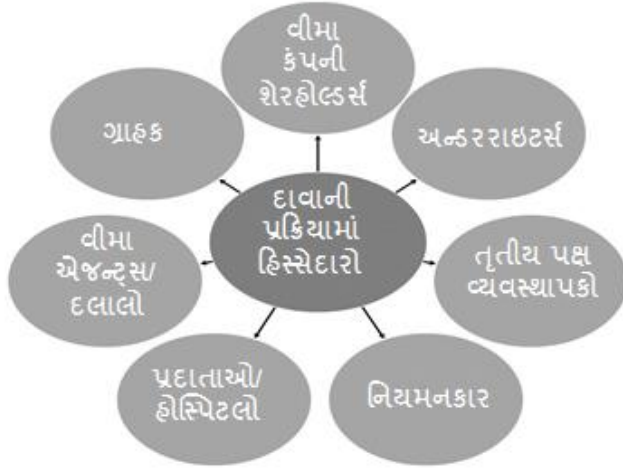 વીમા
કંપની
શેરહોલ્ડર્સ
ગ્રાહક
અન્ડરરાઇટર્સ
દાવાની
પ્રક્રિયામાં
હિસ્સેદારો
વીમા
એજન્ટ્સ/
દલાલો
તૃતીય પક્ષ
વ્યવસ્થાપકો
પ્રદાતાઓ/
હોસ્પિટલો
નિયમનકાર